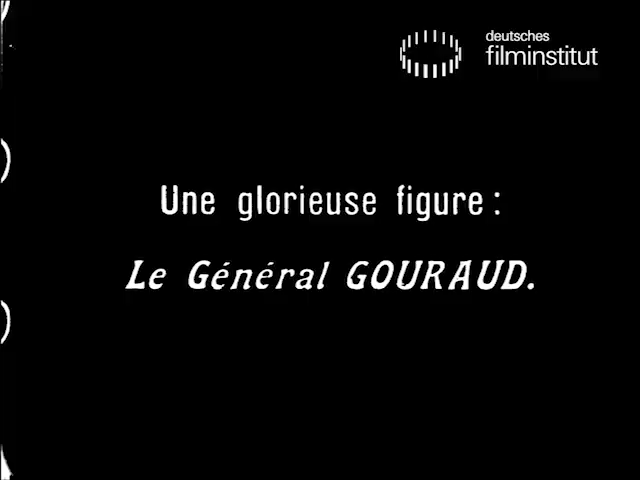 deutsches
filminstitut
Une glorieuse figure :
Le Général GOURAUD.